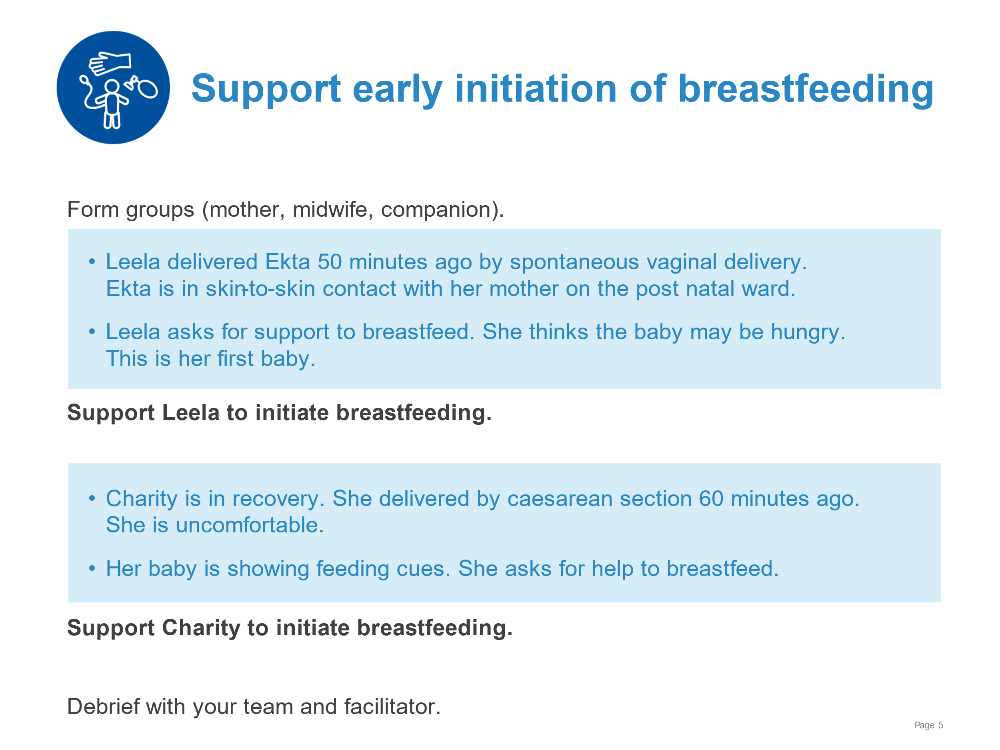 Support early initiation of breastfeeding
Form groups (mother, midwife, companion).
• Leela delivered Ekta 50 minutes ago by spontaneous vaginal delivery.
Ekta is in skin-to-skin contact with her mother on the post natal ward.
• Leela asks for support to breastfeed. She thinks the baby may be hungry.
This is her first baby.
Support Leela to initiate breastfeeding.
• Charity is in recovery. She delivered by caesarean section 60 minutes ago.
She is uncomfortable.
• Her baby is showing feeding cues. She asks for help to breastfeed.
Support Charity to initiate breastfeeding.
Debrief with your team and facilitator.
Page 5